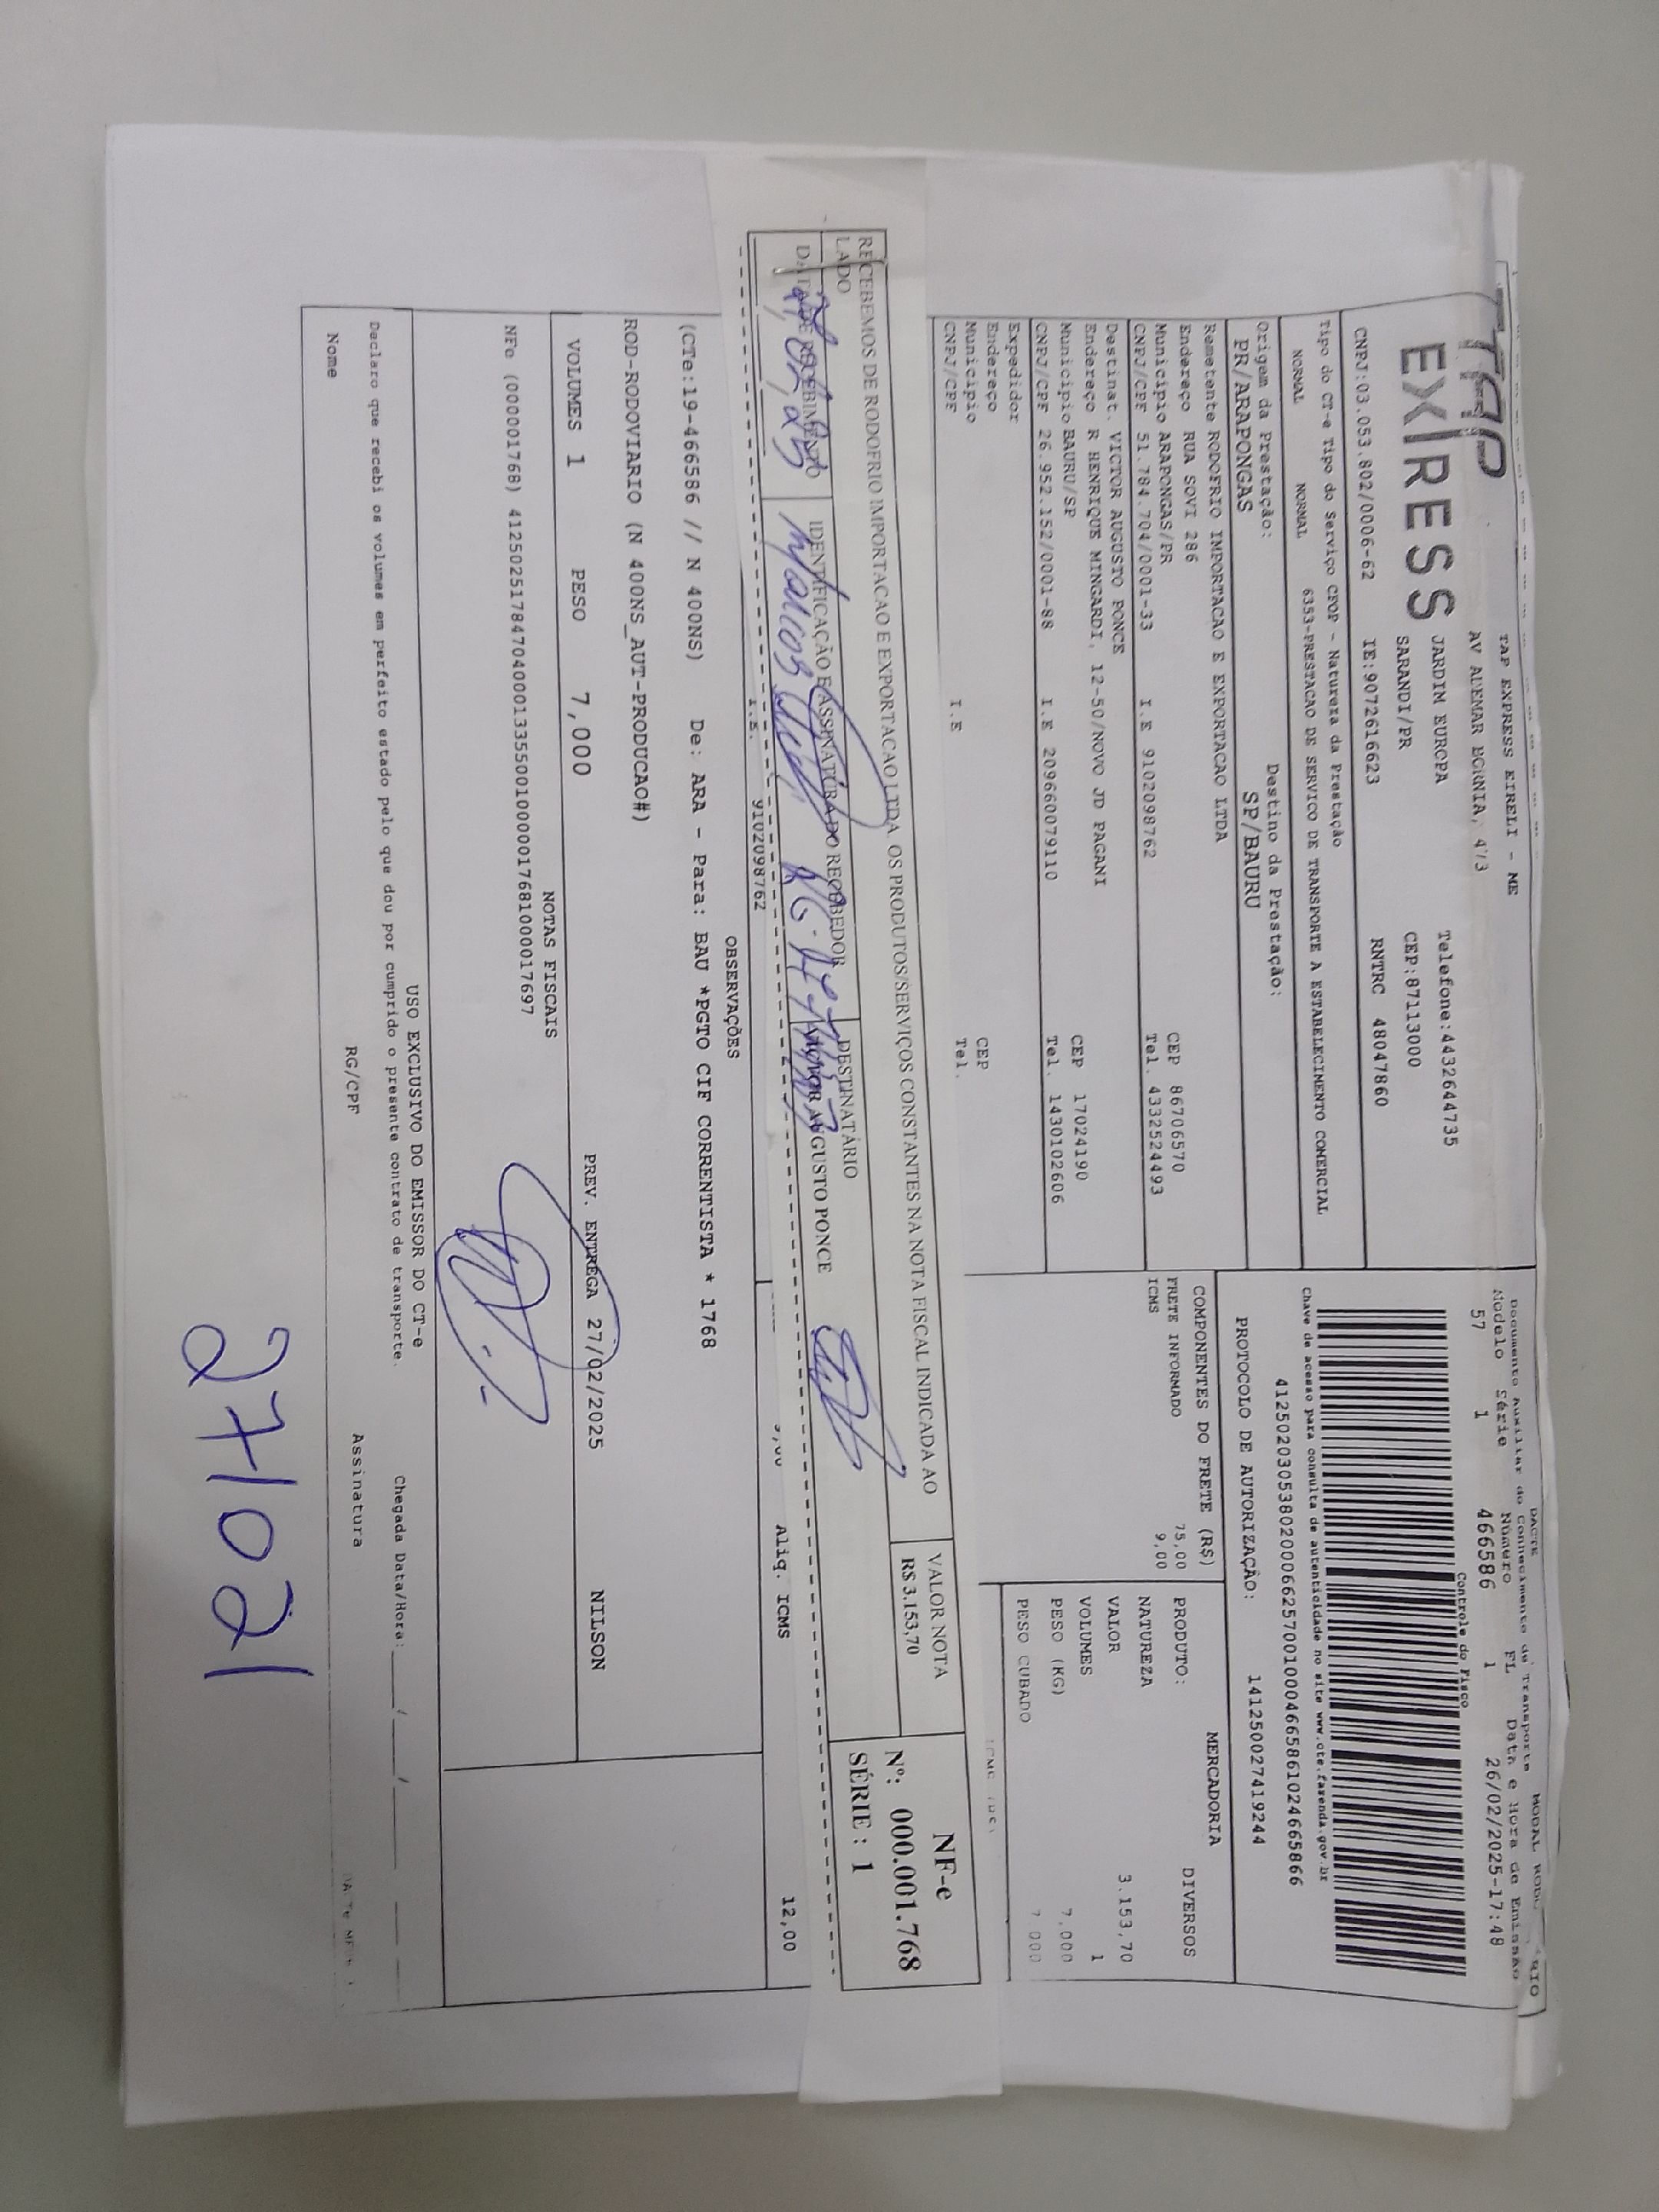 DACTE
MODAL
Documento Auxiliar do Conhecimento de Transporte
Modelo Série Número FL Data e Hora de Emissão
57 1 466586 1 26/02/2025-17:48
Controle do Fisco
TAP
EXPRESS
TAP EXPRESS EIRELI - ME
AV ADEMAR BORNIA, 473
JARDIM EUROPA Telefone:4432644735
SARANDI/PR CEP:87113000
CNPJ:03.053.802/0006-62 IE:9072616623 RNTRC 48047860
Tipo do CT-e Tipo do Serviço CFOP - Natureza da Prestação
NORMAL NORMAL 6353-PRESTACAO DE SERVICO DE TRANSPORTE A ESTABELECIMENTO COMERCIAL
Chave de acesso para consulta de autenticidade no site www.cte.fazenda.gov.br
41250203053802000662570010004665861024665866
Origem da Prestação: Destino da Prestação:
PR/ARAPONGAS SP/BAURU
PROTOCOLO DE AUTORIZAÇÃO: 141250027419244
Remetente RODOFRIO IMPORTACAO E EXPORTACAO LTDA
Endereço RUA SOVI 286 CEP 86706570
Município ARAPONGAS/PR Tel. 4332524493
CNPJ/CPF 51.784.704/0001-33 I.E 9102098762
Destinat. VICTOR AUGUSTO PONCE
Endereço R HENRIQUE MINGARDI, 12-50/NOVO JD PAGANI CEP 17024190
Município BAURU/SP Tel. 1430102606
CNPJ/CPF 26.952.152/0001-88 I.E 209660079110
Expedidor
Endereço CEP
Município Tel.
CNPJ/CPF I.E
COMPONENTES DO FRETE (R$)
FRETE INFORMADO 75,00
ICMS 9,00
MERCADORIA
PRODUTO: DIVERSOS
NATUREZA
VALOR 3.153,70
VOLUMES 1
PESO (KG) 7,000
PESO CUBADO
RECEBEMOS DE RODOFRIO IMPORTACAO E EXPORTACAO LTDA OS PRODUTOS/SERVIÇOS CONSTANTES NA NOTA FISCAL INDICADA AO
LADO
VALOR NOTA
R$ 3.153,70
NF-e
Nº: 000.001.768
SÉRIE : 1
DATA DE RECEBIMENTO IDENTIFICAÇÃO E ASSINATURA DO RECEBEDOR DESTINATÁRIO
VICTOR AUGUSTO PONCE
Marcos
I.E. 9102098762
Aliq. ICMS 12,00
OBSERVAÇÕES
(CTe:19-466586 // N 400NS) De: ARA - Para: BAU *PGTO CIF CORRENTISTA * 1768
ROD-RODOVIARIO (N 400NS_AUT-PRODUCAO#)
VOLUMES 1 PESO 7,000 PREV. ENTREGA 27/02/2025 NILSON
NOTAS FISCAIS
NFe (00001768) 41250251784704000133550010000017681000017697
USO EXCLUSIVO DO EMISSOR DO CT-e
Declaro que recebi os volumes em perfeito estado pelo que dou por cumprido o presente contrato de transporte. Chegada Data/Hora: ____/____/____
Nome RG/CPF Assinatura
271021